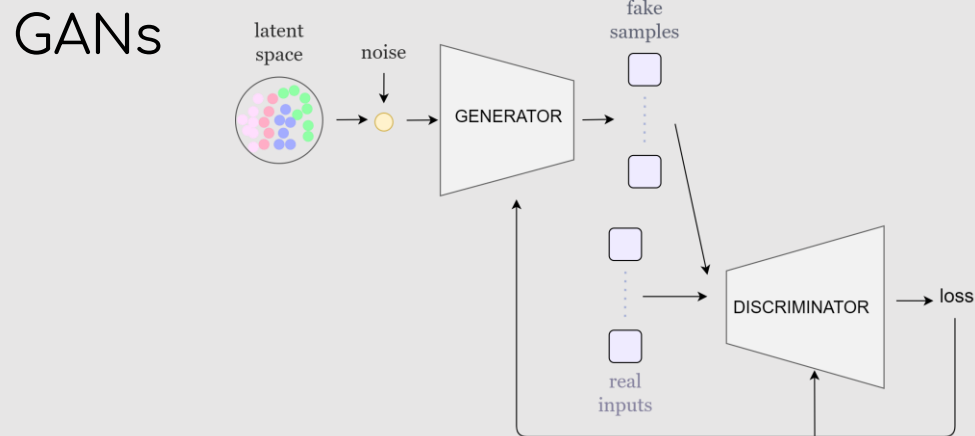 GANs
latent
space
noise
GENERATOR
fake
samples
real
inputs
DISCRIMINATOR
loss